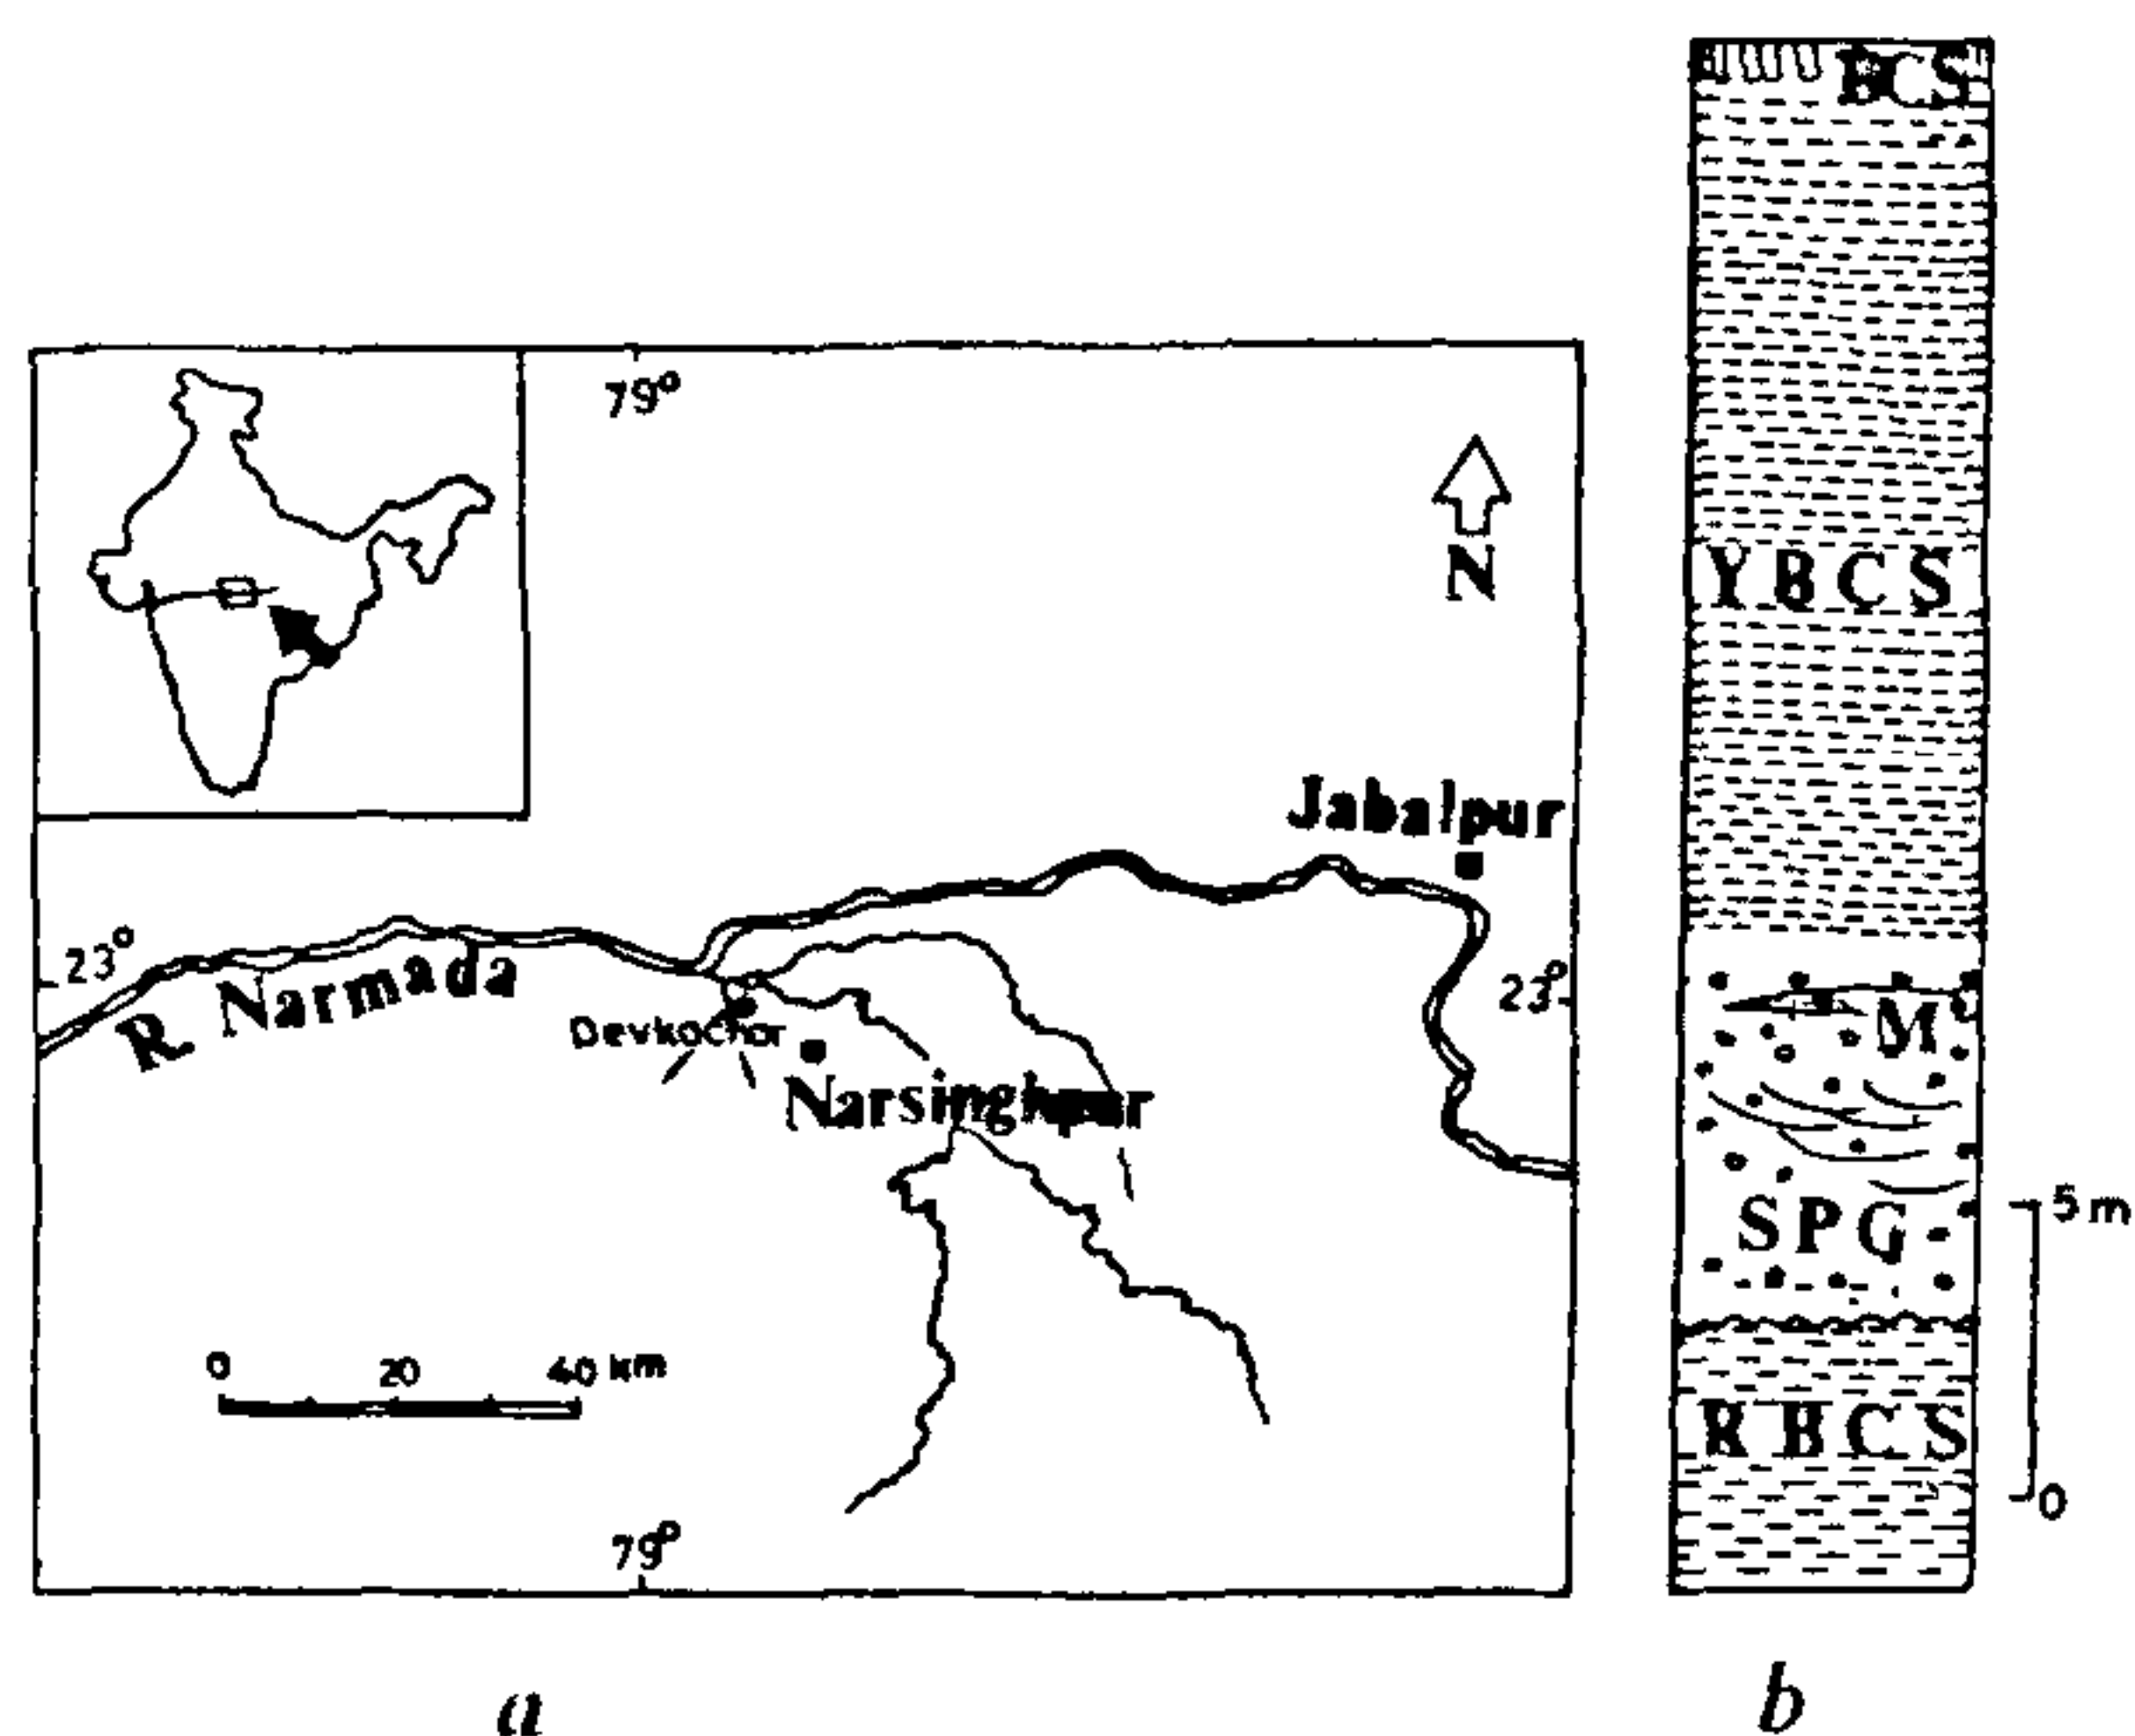 79°
N
Jabalpur
23°
R. Narmada
23°
Devkachar
Narsinghpur
0 20 40 km
79°
a
BCS
YBCS
M
SPG
5 m
RBCS
0
b